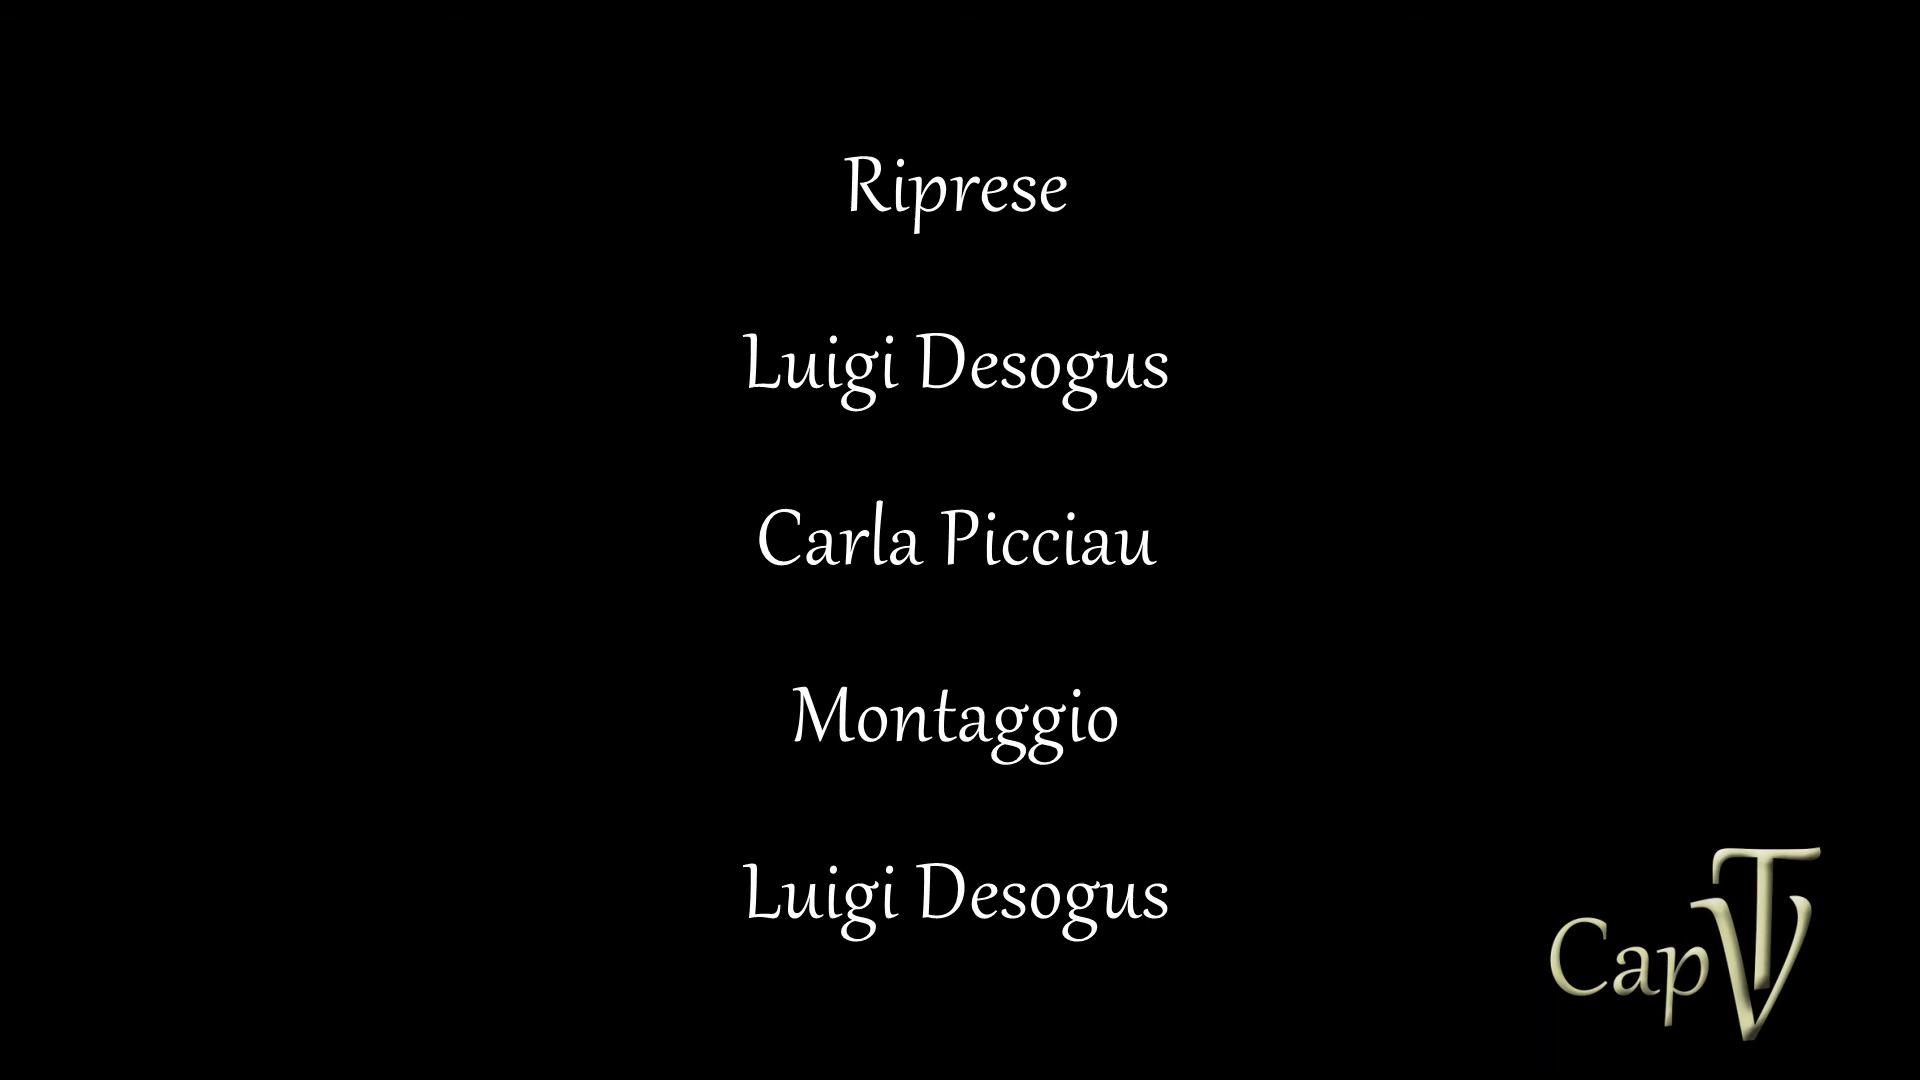 Riprese
Luigi Desogus
Carla Picciau
Montaggio
Luigi Desogus
CapTV